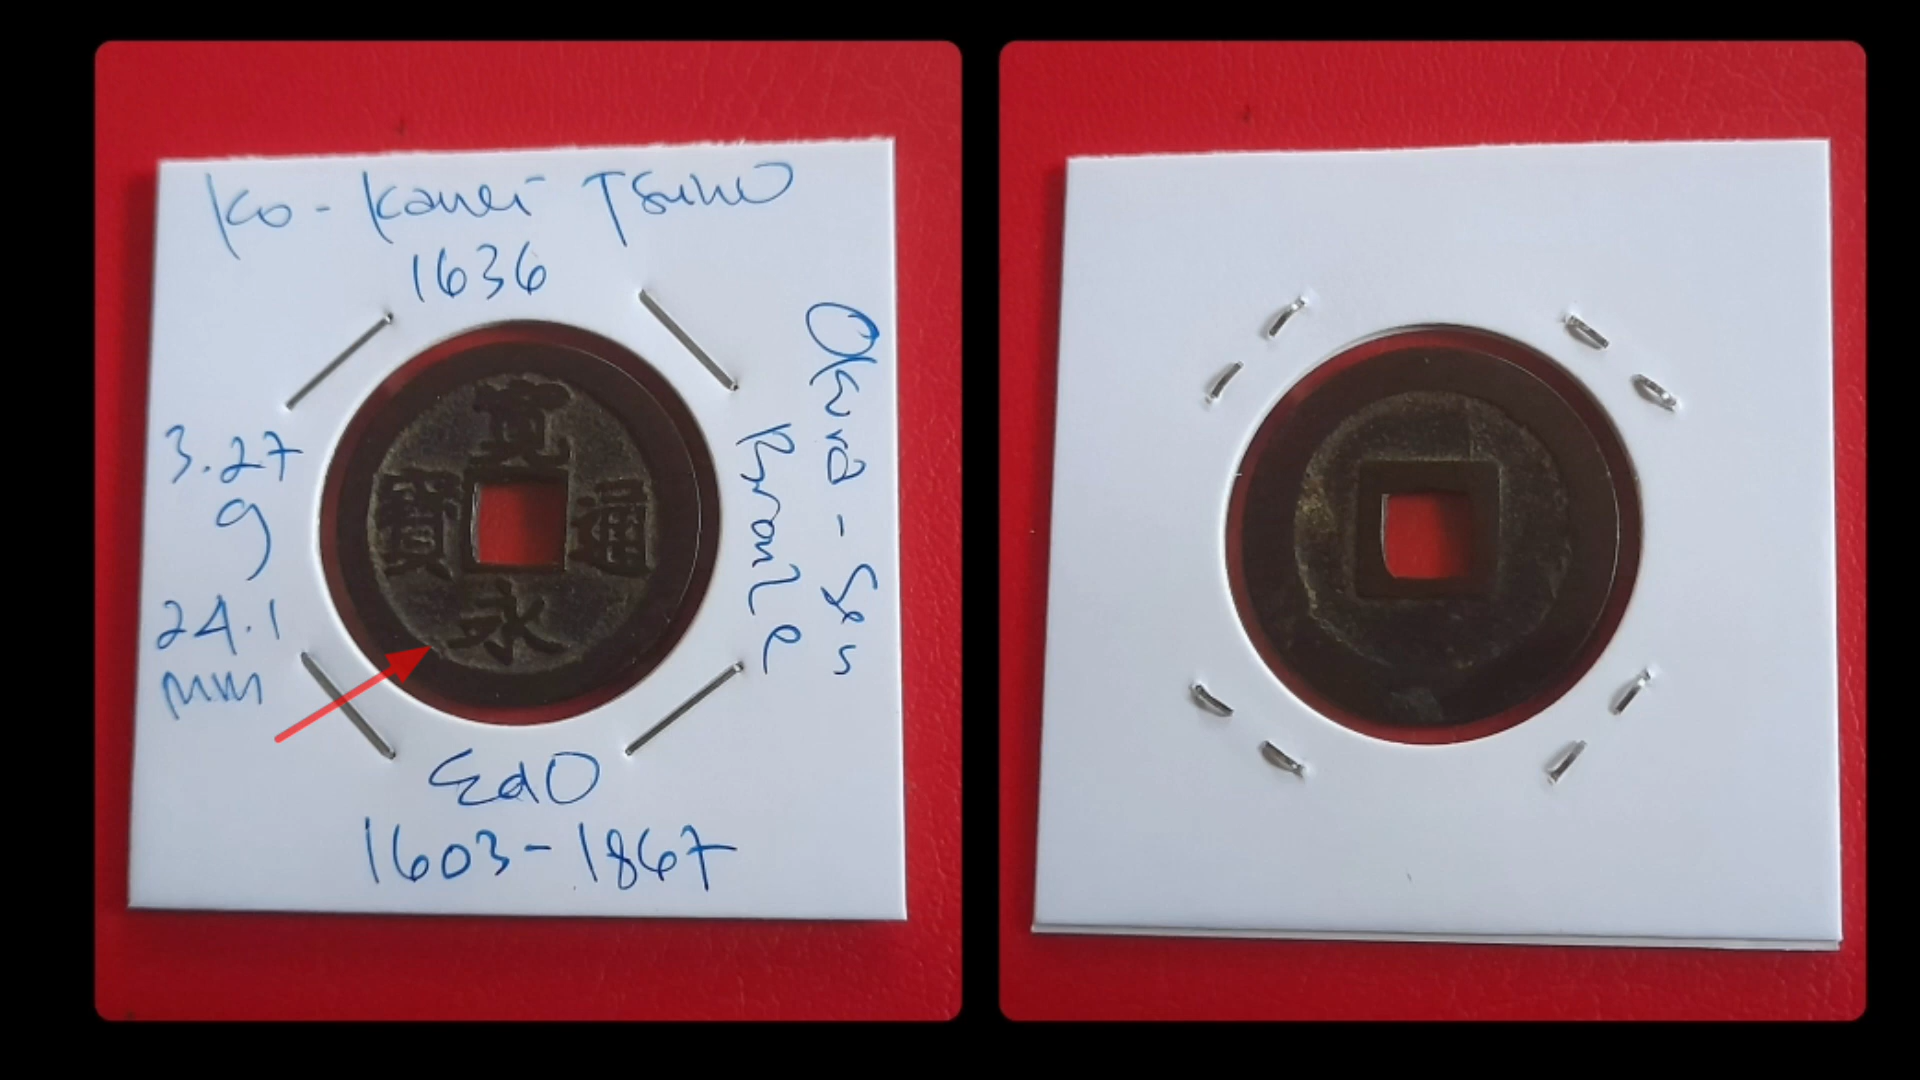 Ko - Kanei Tsuho
1636
Okura - Sen
Bronze
3.27
g
24.1
mm
寛永通寳
Edo
1603 - 1867